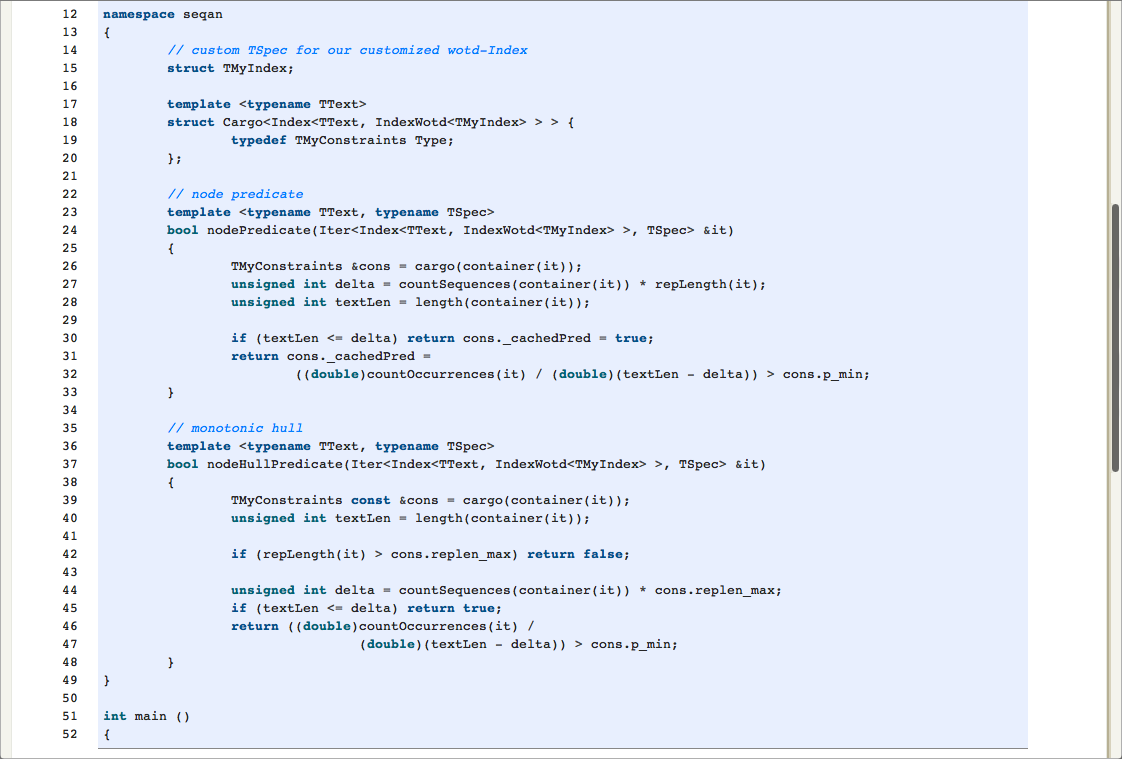 12 namespace seqan
13 {
14 // custom TSpec for our customized wotd-Index
15 struct TMyIndex;
16
17 template <typename TText>
18 struct Cargo<Index<TText, IndexWotd<TMyIndex> > > {
19 typedef TMyConstraints Type;
20 };
21
22 // node predicate
23 template <typename TText, typename TSpec>
24 bool nodePredicate(Iter<Index<TText, IndexWotd<TMyIndex> >, TSpec> &it)
25 {
26 TMyConstraints &cons = cargo(container(it));
27 unsigned int delta = countSequences(container(it)) * repLength(it);
28 unsigned int textLen = length(container(it));
29
30 if (textLen <= delta) return cons._cachedPred = true;
31 return cons._cachedPred =
32 ((double)countOccurrences(it) / (double)(textLen - delta)) > cons.p_min;
33 }
34
35 // monotonic hull
36 template <typename TText, typename TSpec>
37 bool nodeHullPredicate(Iter<Index<TText, IndexWotd<TMyIndex> >, TSpec> &it)
38 {
39 TMyConstraints const &cons = cargo(container(it));
40 unsigned int textLen = length(container(it));
41
42 if (repLength(it) > cons.replen_max) return false;
43
44 unsigned int delta = countSequences(container(it)) * cons.replen_max;
45 if (textLen <= delta) return true;
46 return ((double)countOccurrences(it) /
47 (double)(textLen - delta)) > cons.p_min;
48 }
49 }
50
51 int main ()
52 {